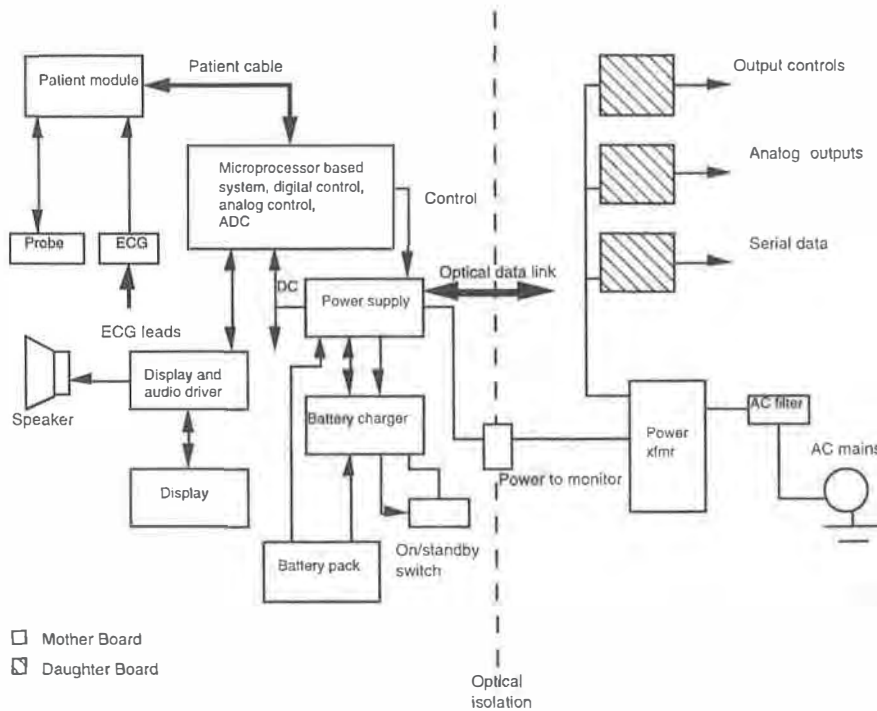 Patient module
Patient cable
Output controls
Microprocessor based
system, digital control,
analog control,
ADC
Control
Analog outputs
Probe
ECG
Serial data
ECG leads
DC
Power supply
Optical data link
Speaker
Display and
audio driver
Battery charger
Power
xfmr
AC filter
AC mains
Display
Power to monitor
Battery pack
On/standby
switch
Mother Board
Daughter Board
Optical
isolation